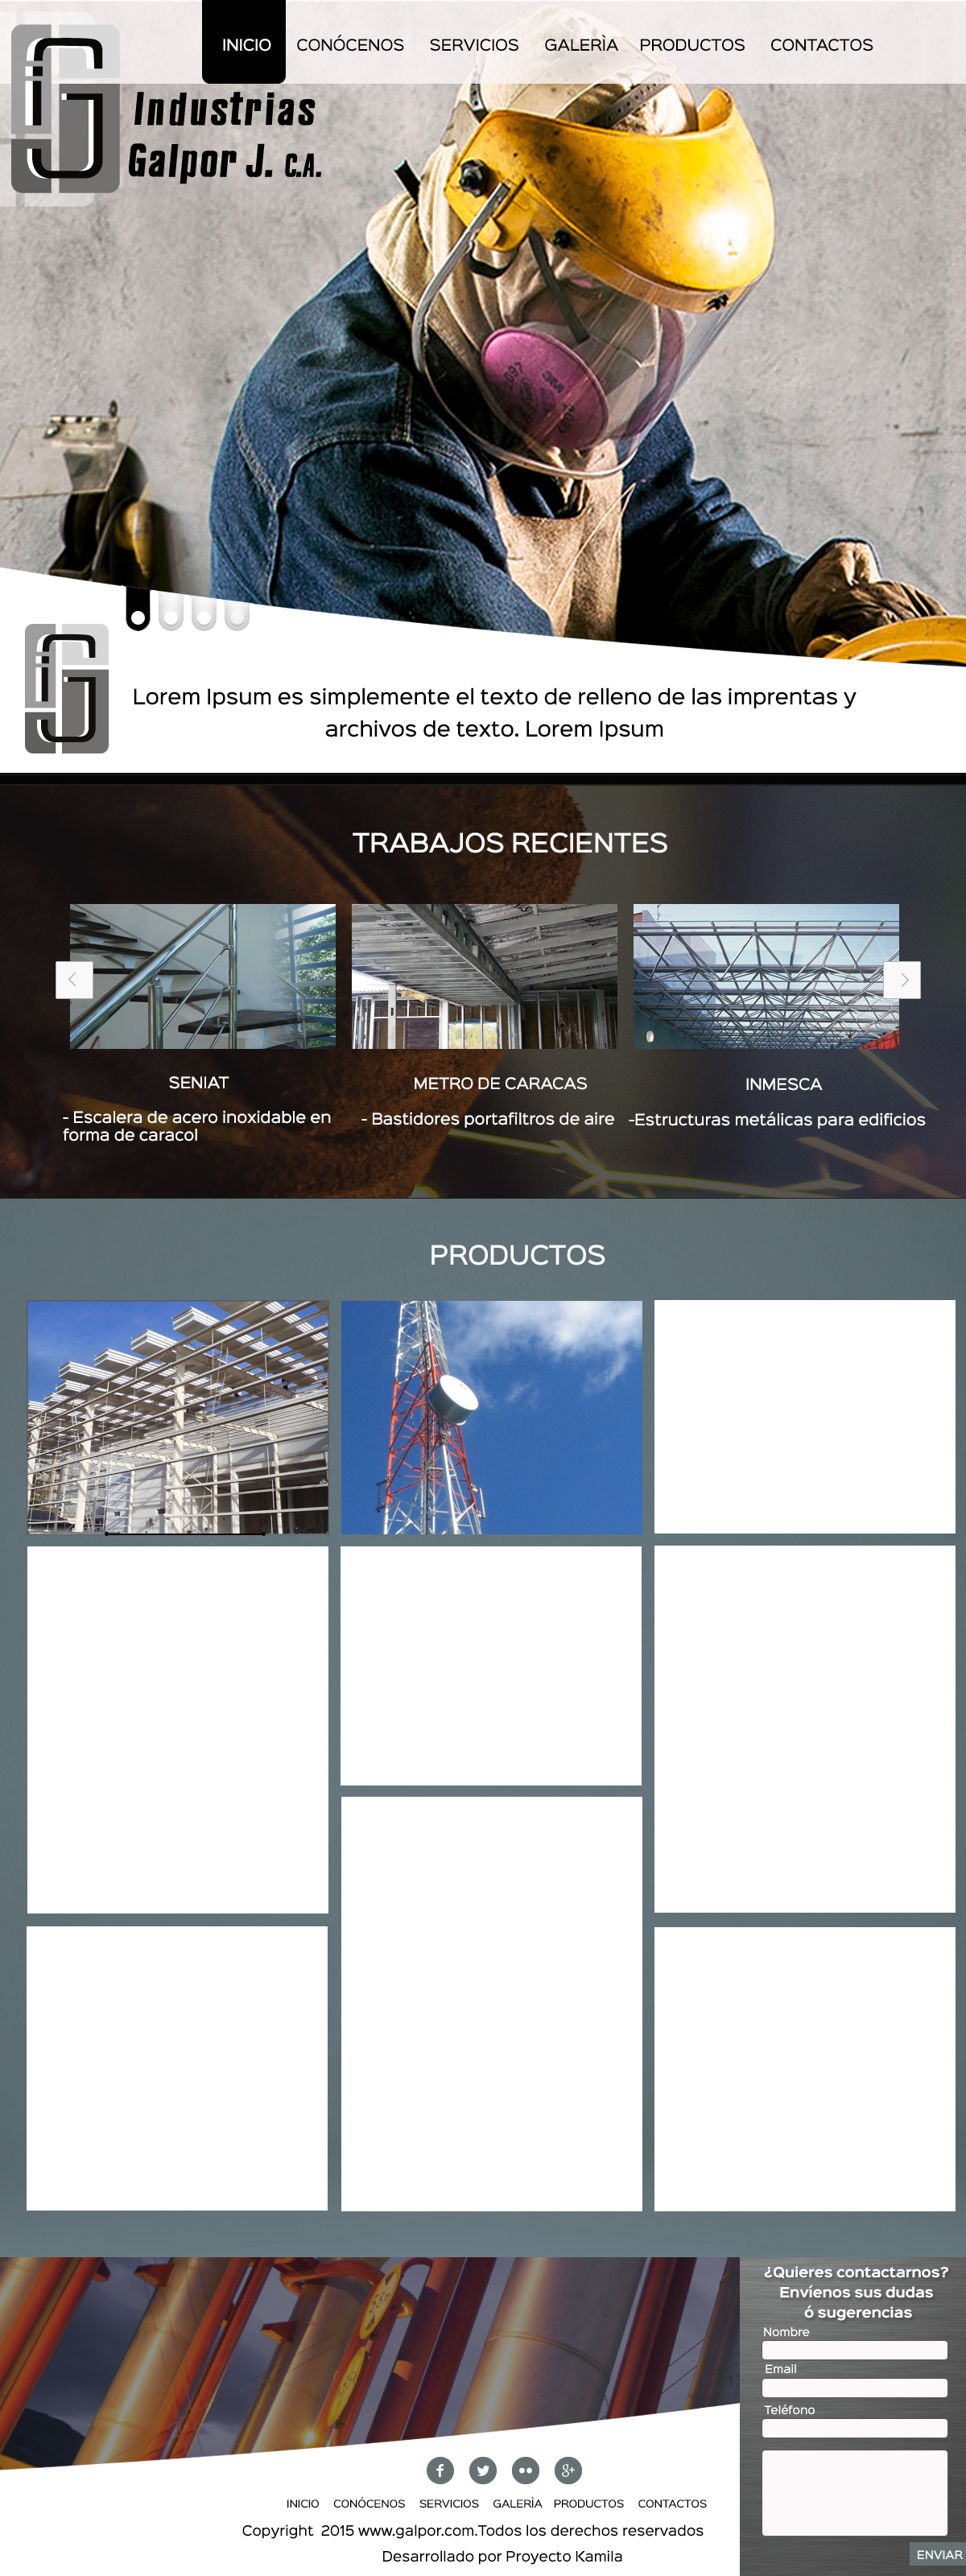 INICIO CONÓCENOS SERVICIOS GALERÌA PRODUCTOS CONTACTOS
Industrias
Galpor J. C.A.
3M
Lorem Ipsum es simplemente el texto de relleno de las imprentas y
archivos de texto. Lorem Ipsum
TRABAJOS RECIENTES
SENIAT
- Escalera de acero inoxidable en
forma de caracol
METRO DE CARACAS
- Bastidores portafiltros de aire
INMESCA
-Estructuras metálicas para edificios
PRODUCTOS
¿Quieres contactarnos?
Envíenos sus dudas
ó sugerencias
Nombre
Email
Teléfono
ENVIAR
INICIO CONÓCENOS SERVICIOS GALERÌA PRODUCTOS CONTACTOS
Copyright 2015 www.galpor.com.Todos los derechos reservados
Desarrollado por Proyecto Kamila